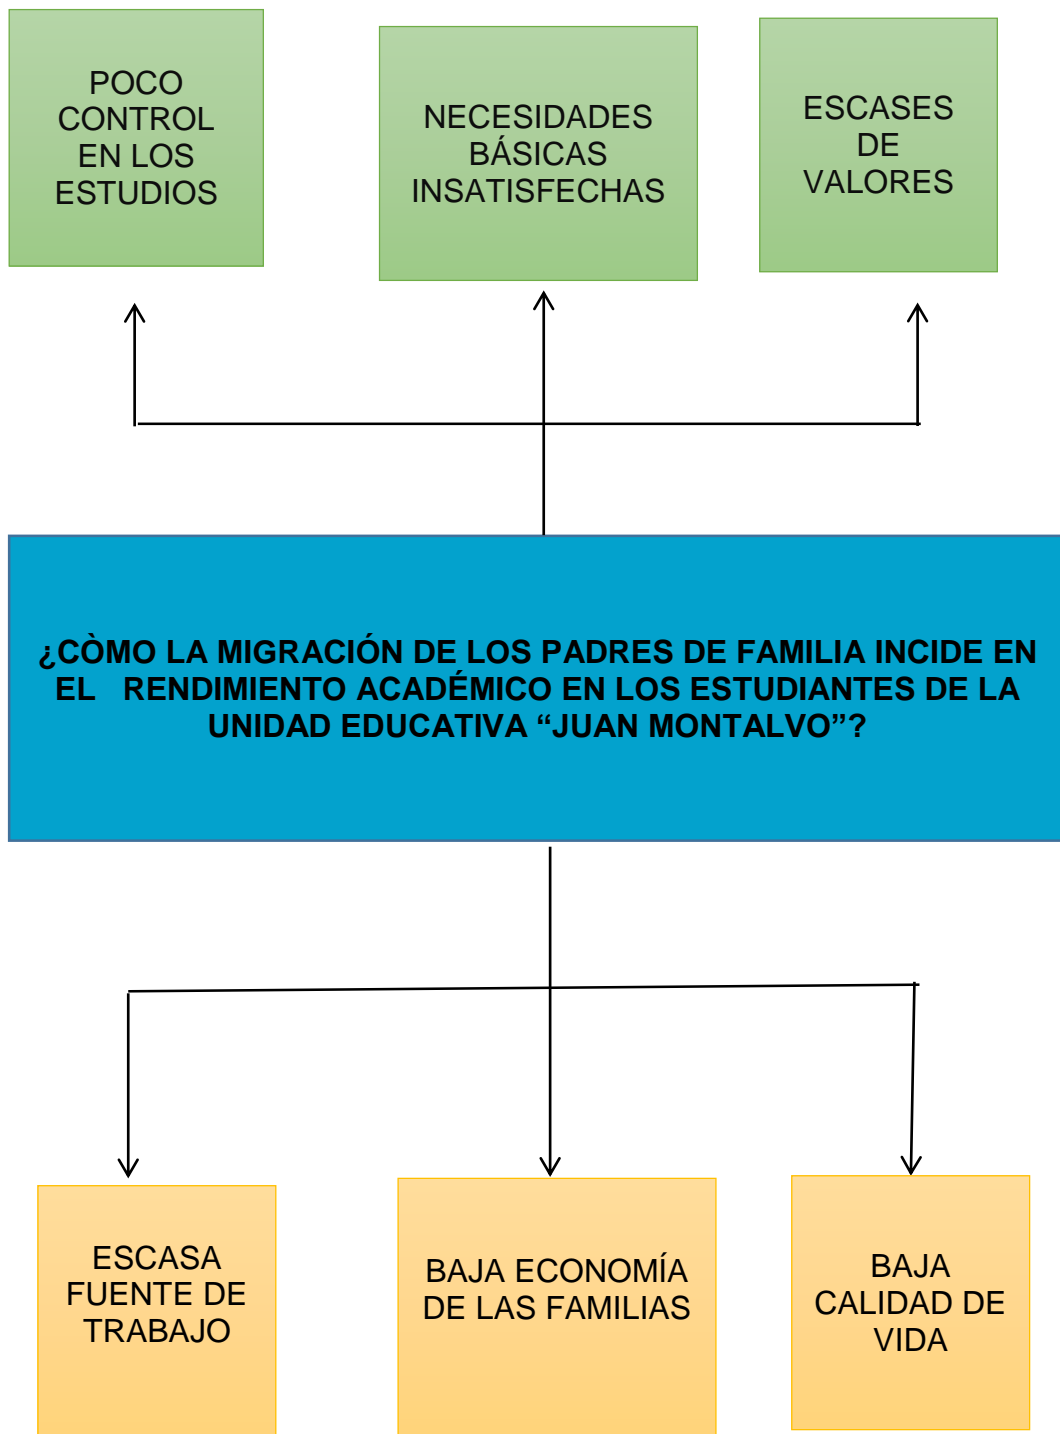 POCO
CONTROL
EN LOS
ESTUDIOS
NECESIDADES
BÁSICAS
INSATISFECHAS
ESCASES
DE
VALORES
¿CÒMO LA MIGRACIÓN DE LOS PADRES DE FAMILIA INCIDE EN
EL RENDIMIENTO ACADÉMICO EN LOS ESTUDIANTES DE LA
UNIDAD EDUCATIVA “JUAN MONTALVO”?
ESCASA
FUENTE DE
TRABAJO
BAJA ECONOMÍA
DE LAS FAMILIAS
BAJA
CALIDAD DE
VIDA